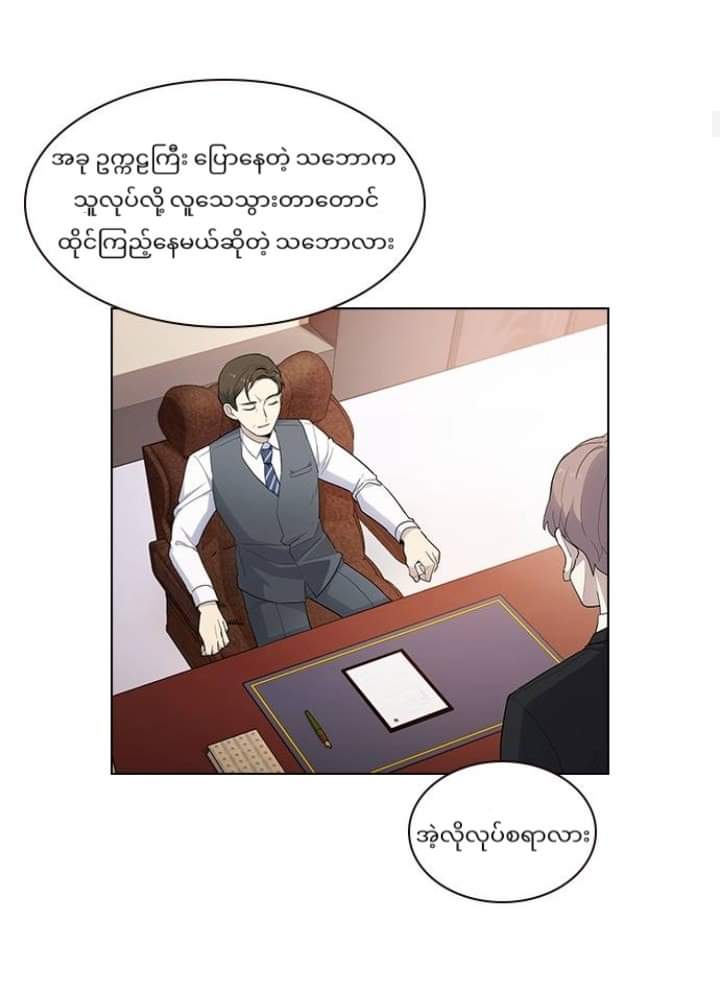 အခု ဥက္ကဋ္ဌကြီး ပြောနေတဲ့ သဘောက
သူလုပ်လို့ လူသေသွားတာတောင်
ထိုင်ကြည့်နေမယ်ဆိုတဲ့ သဘောလား
အဲ့လိုလုပ်စရာလား